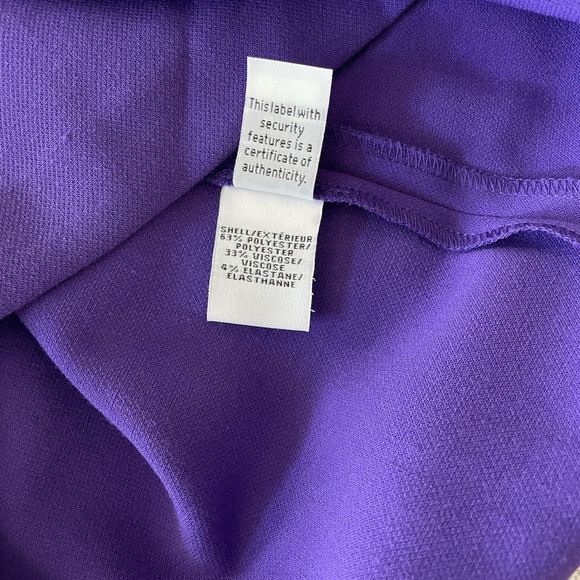 This label with
security
features is a
certificate of
authenticity.
SHELL/EXTÉRIEUR
63% POLYESTER/
POLYESTER
33% VISCOSE/
VISCOSE
4% ELASTANE/
ELASTHANNE